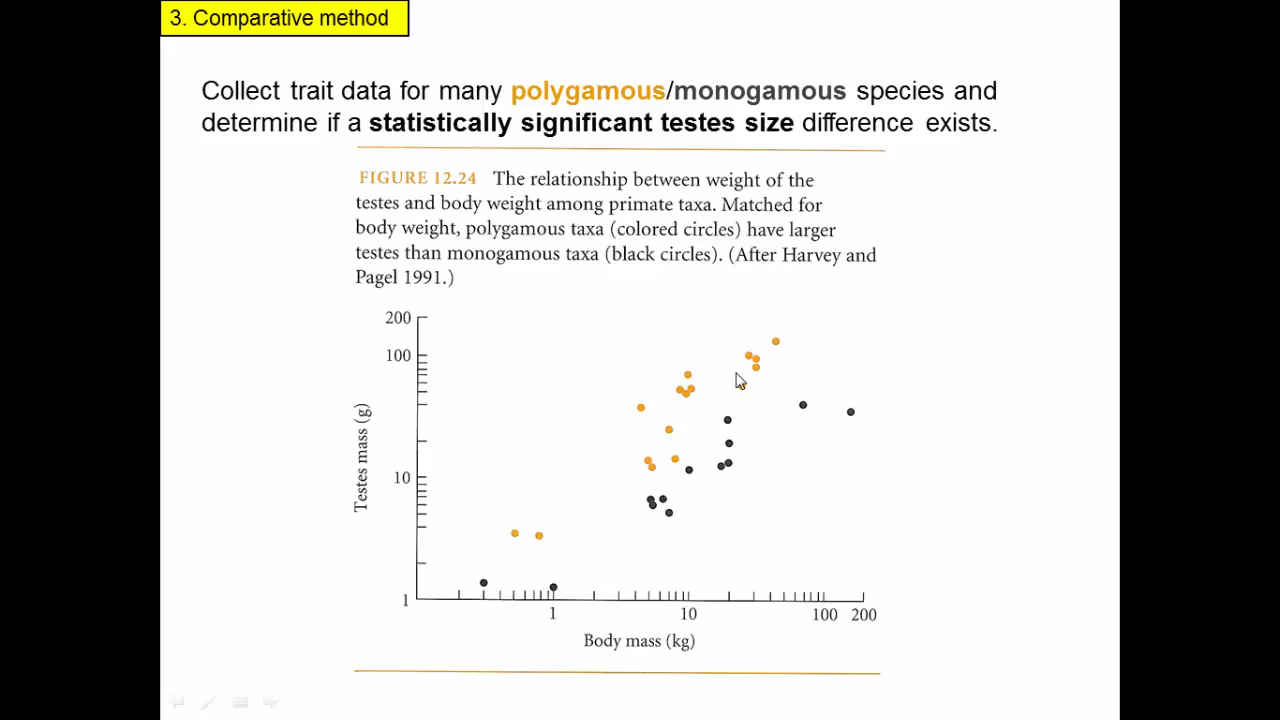 3. Comparative method
Collect trait data for many polygamous/monogamous species and
determine if a statistically significant testes size difference exists.
FIGURE 12.24 The relationship between weight of the
testes and body weight among primate taxa. Matched for
body weight, polygamous taxa (colored circles) have larger
testes than monogamous taxa (black circles). (After Harvey and
Pagel 1991.)
200
100
10
1
Testes mass (g)
1 10 100 200
Body mass (kg)